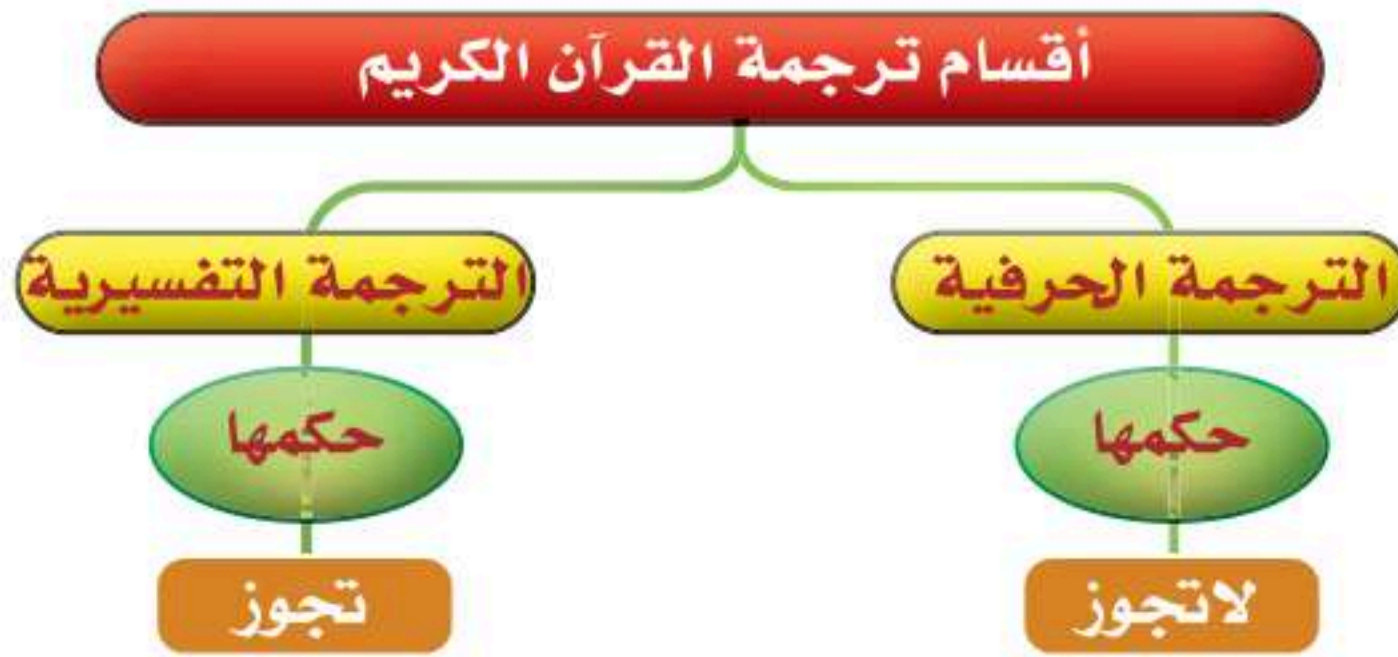 أقسام ترجمة القرآن الكريم
الترجمة الحرفية
الترجمة التفسيرية
حكمها
حكمها
لاتجوز
تجوز